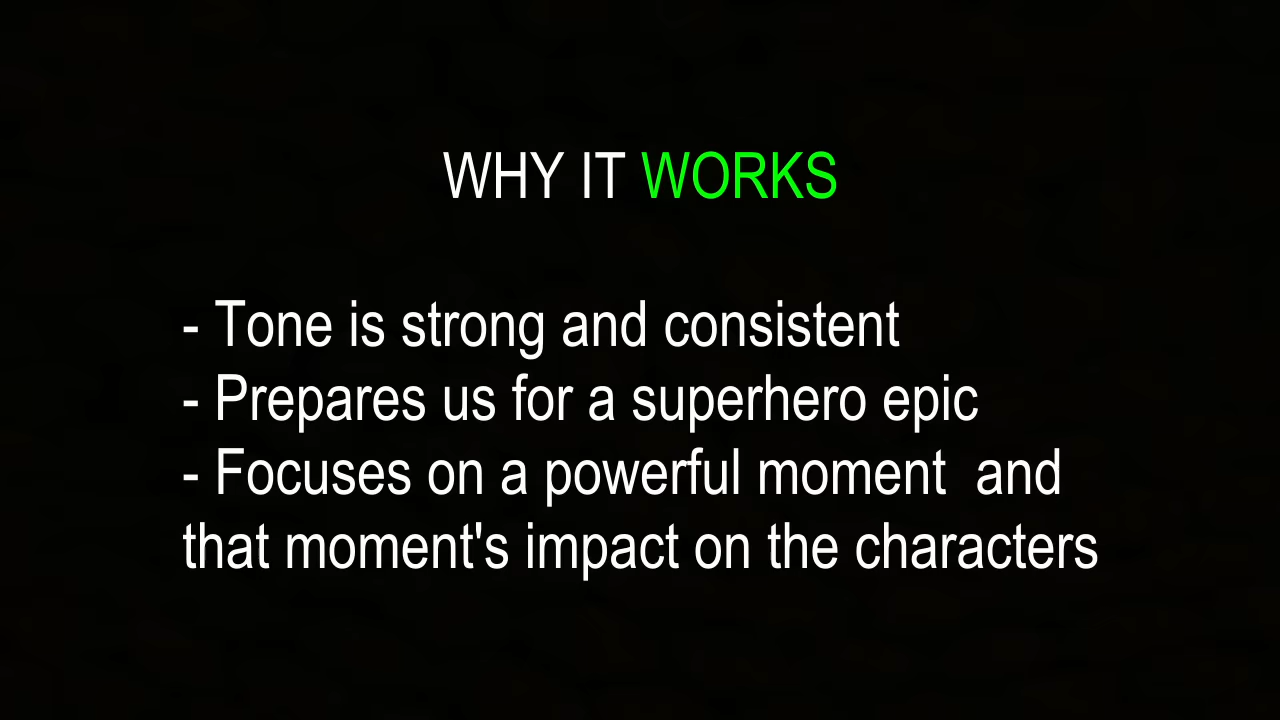 WHY IT WORKS
- Tone is strong and consistent
- Prepares us for a superhero epic
- Focuses on a powerful moment  and
that moment's impact on the characters